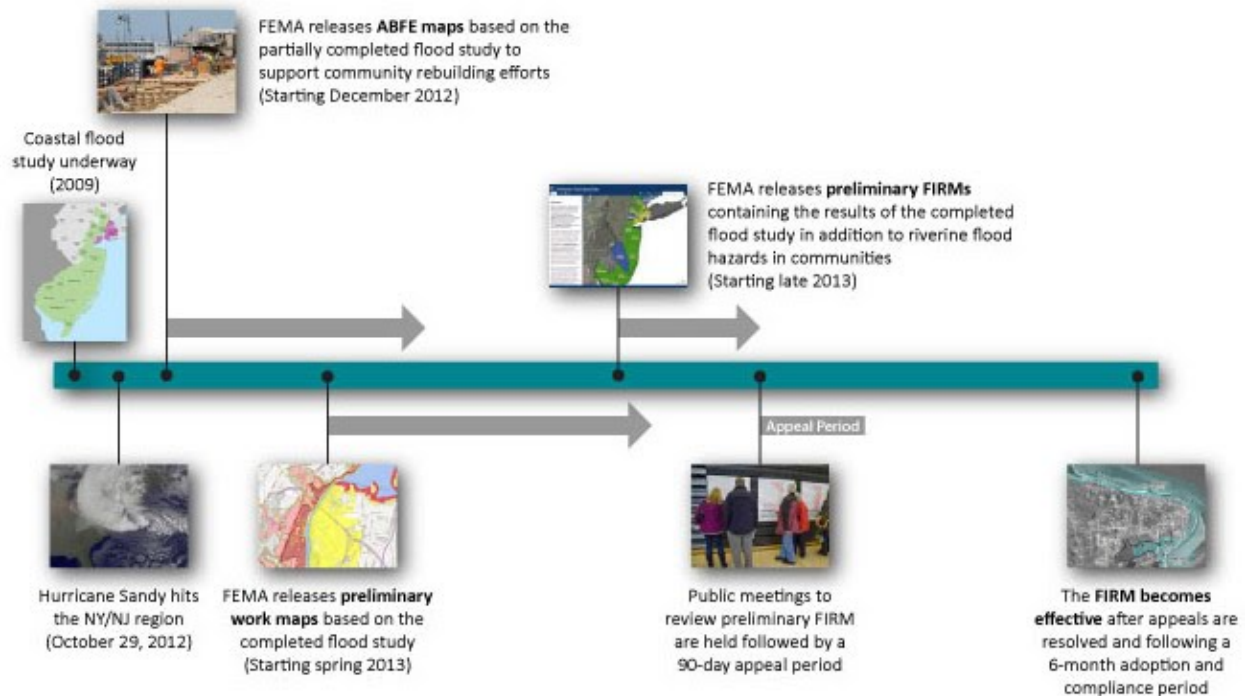 FEMA releases ABFE maps based on the
partially completed flood study to
support community rebuilding efforts
(Starting December 2012)
Coastal flood
study underway
(2009)
FEMA releases preliminary FIRMs
containing the results of the completed
flood study in addition to riverine flood
hazards in communities
(Starting late 2013)
Appeal Period
Hurricane Sandy hits
the NY/NJ region
(October 29, 2012)
FEMA releases preliminary
work maps based on the
completed flood study
(Starting spring 2013)
Public meetings to
review preliminary FIRM
are held followed by a
90-day appeal period
The FIRM becomes
effective after appeals are
resolved and following a
6-month adoption and
compliance period